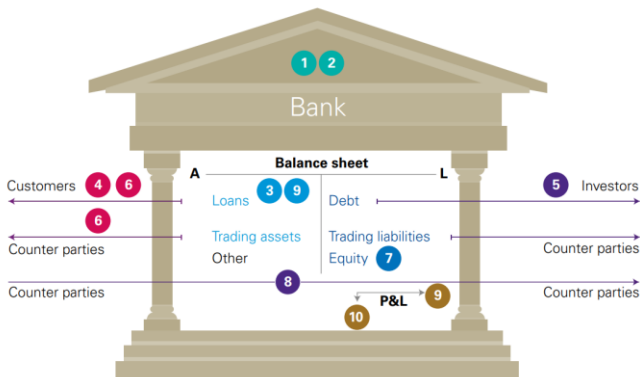 1 2
Bank
Balance sheet
A L
Customers 4 6
3 9
5 Investors
Loans
Debt
6
Counter parties
Trading assets
Trading liabilities
Counter parties
Other
Equity 7
8
Counter parties
Counter parties
P&L
9
10